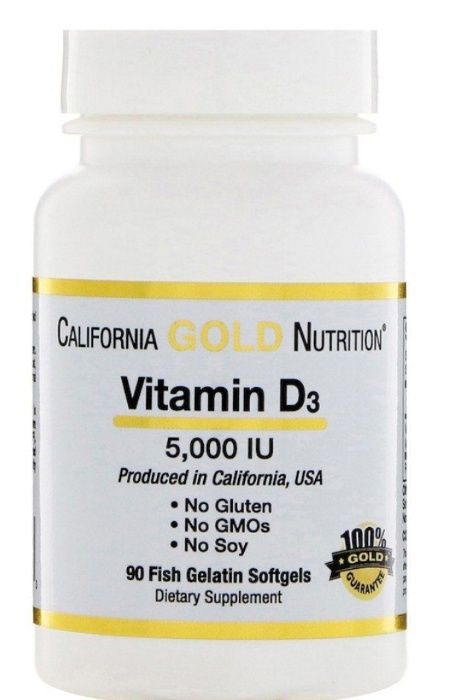 CALIFORNIA GOLD NUTRITION®
Vitamin D3
5,000 IU
Produced in California, USA
• No Gluten
• No GMOs
• No Soy
100%
GOLD
GUARANTEE
90 Fish Gelatin Softgels
Dietary Supplement